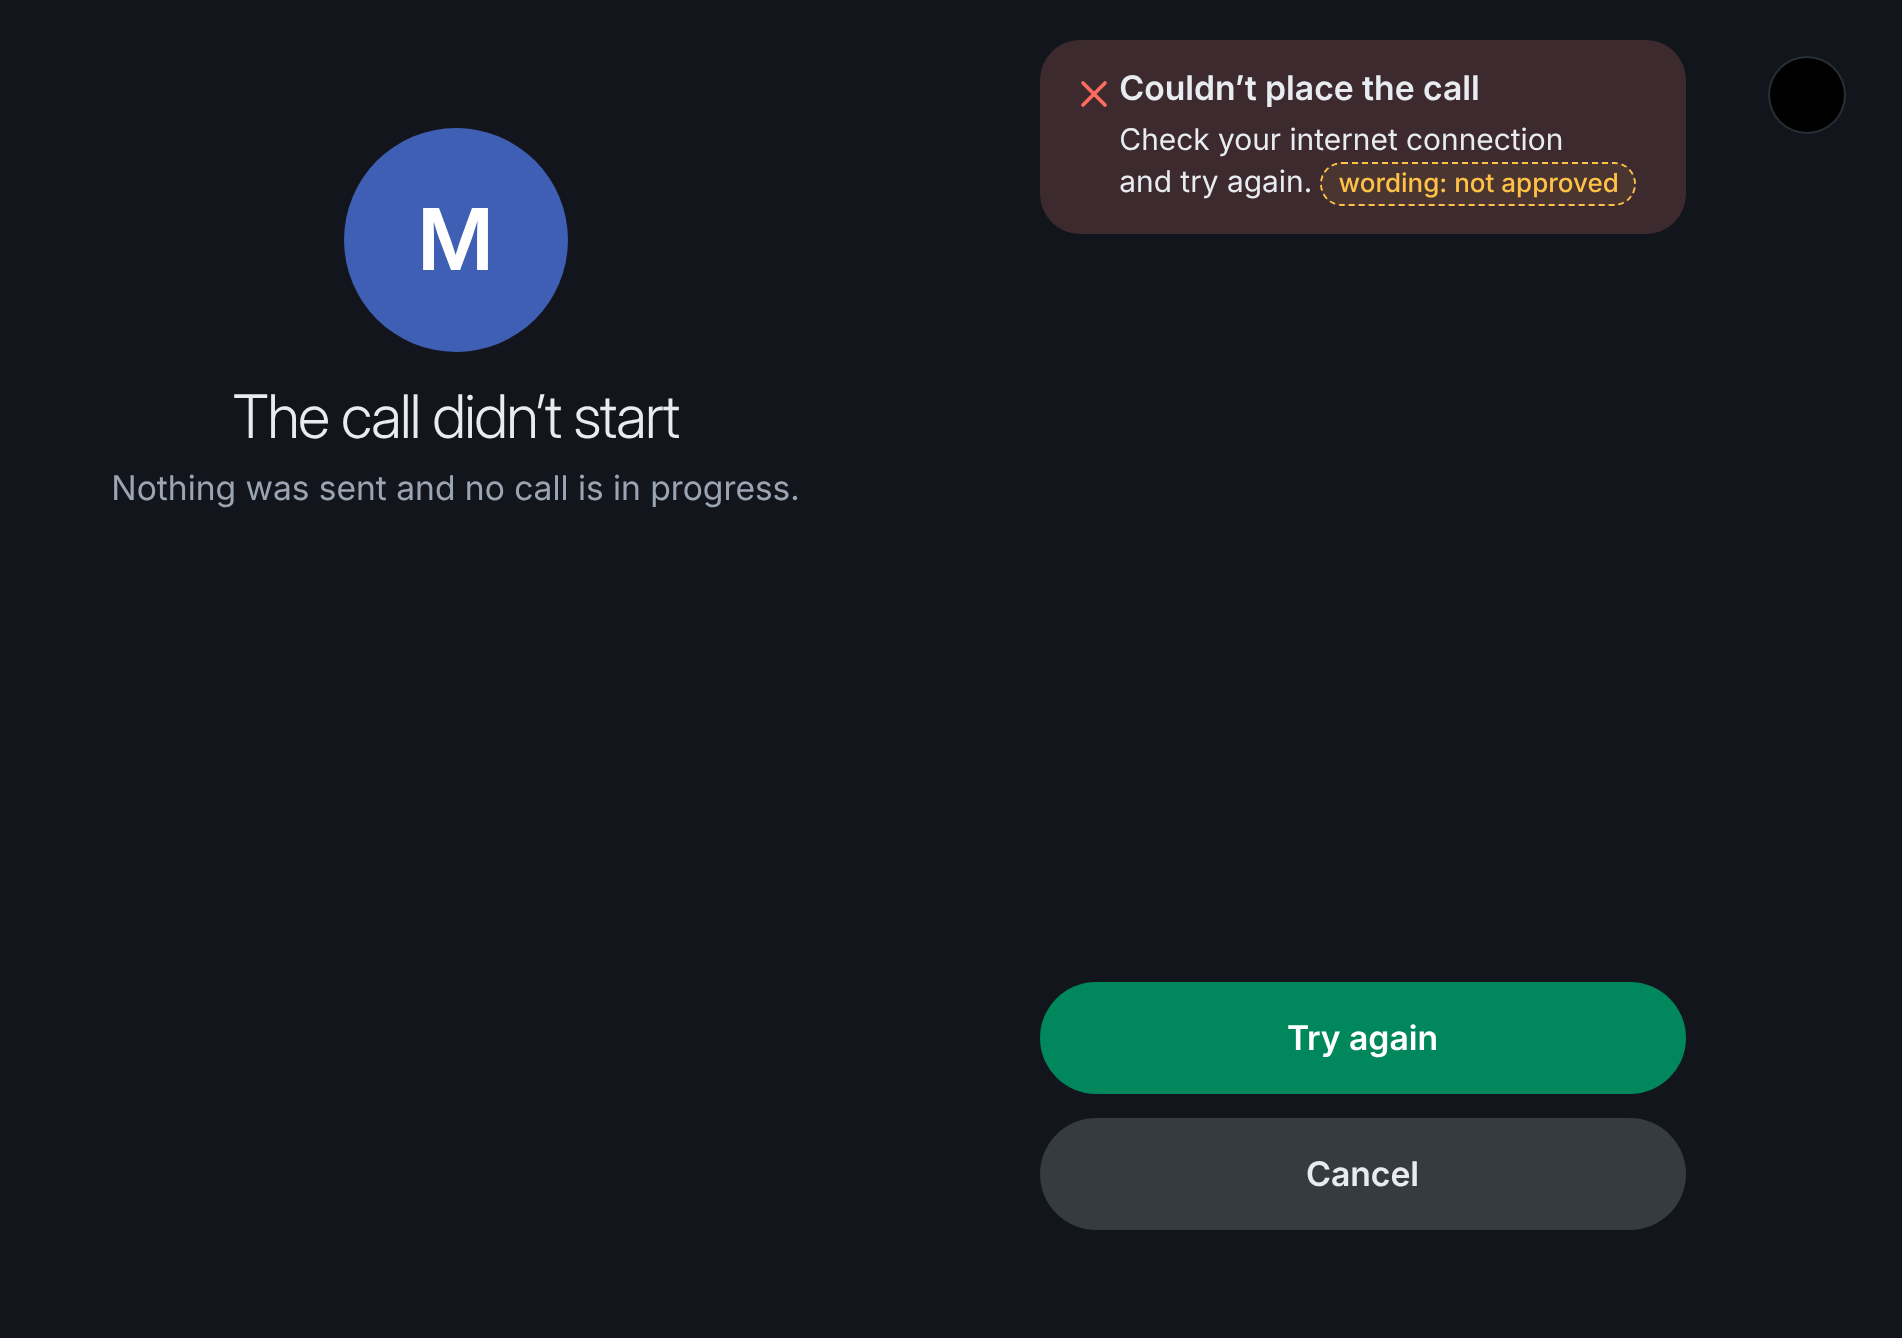 M
The call didn’t start
Nothing was sent and no call is in progress.
Couldn’t place the call
Check your internet connection
and try again. wording: not approved
Try again
Cancel